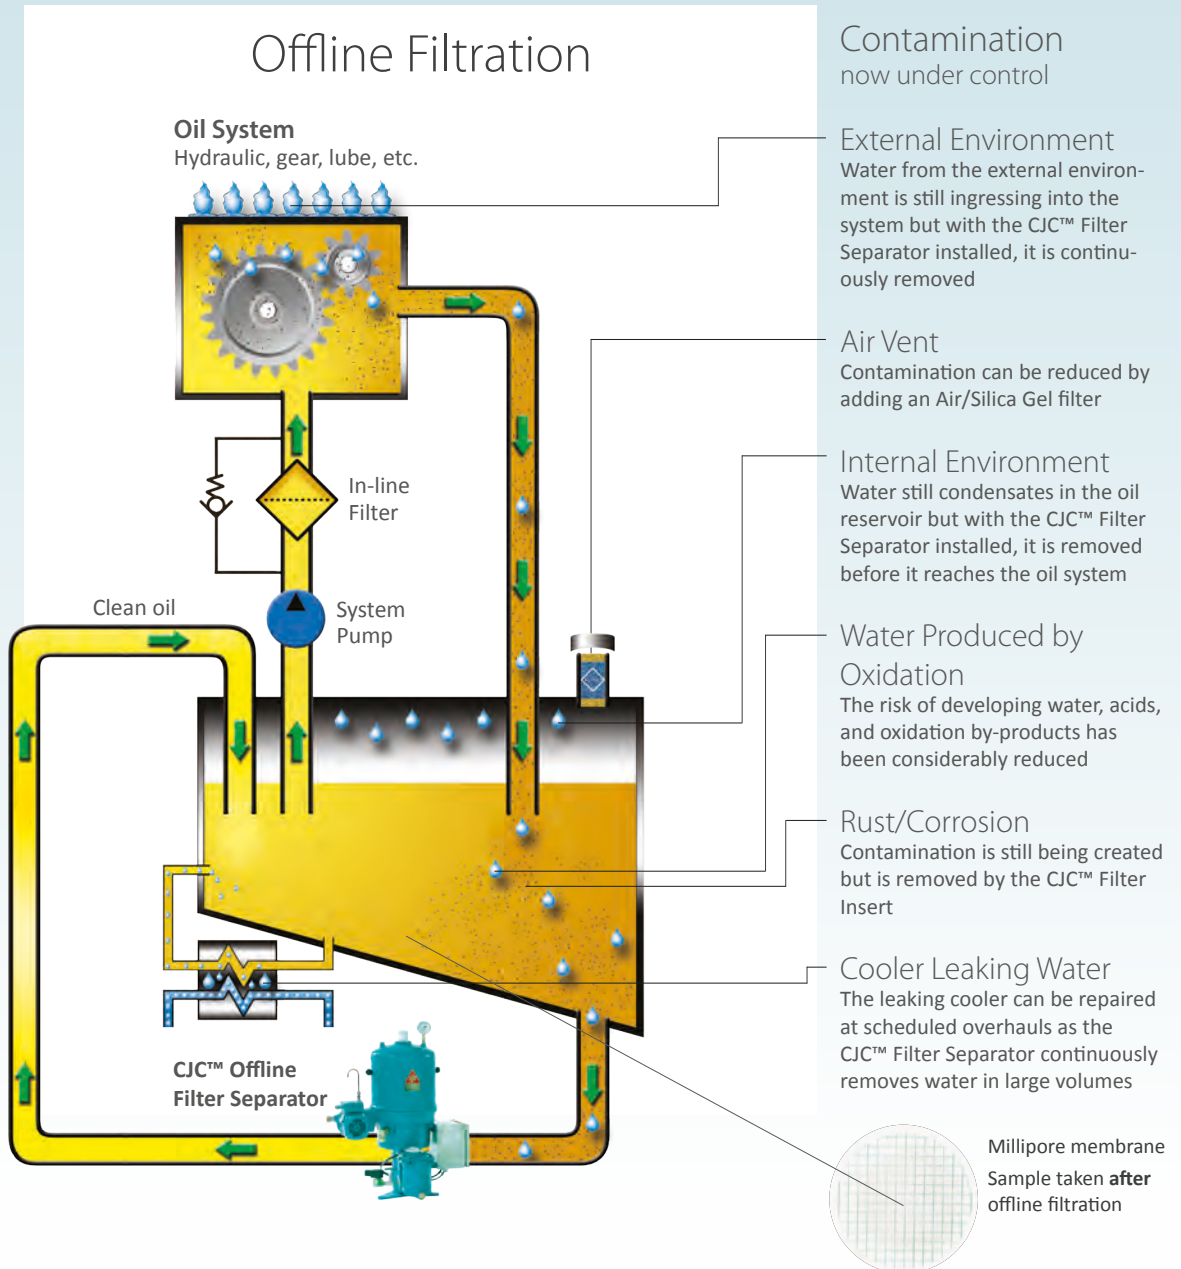 Offline Filtration
Oil System
Hydraulic, gear, lube, etc.
In-line
Filter
Clean oil
System
Pump
CJC™ Offline
Filter Separator
Contamination
now under control
External Environment
Water from the external environ-
ment is still ingressing into the
system but with the CJC™ Filter
Separator installed, it is continu-
ously removed
Air Vent
Contamination can be reduced by
adding an Air/Silica Gel filter
Internal Environment
Water still condensates in the oil
reservoir but with the CJC™ Filter
Separator installed, it is removed
before it reaches the oil system
Water Produced by
Oxidation
The risk of developing water, acids,
and oxidation by-products has
been considerably reduced
Rust/Corrosion
Contamination is still being created
but is removed by the CJC™ Filter
Insert
Cooler Leaking Water
The leaking cooler can be repaired
at scheduled overhauls as the
CJC™ Filter Separator continuously
removes water in large volumes
Millipore membrane
Sample taken after
offline filtration